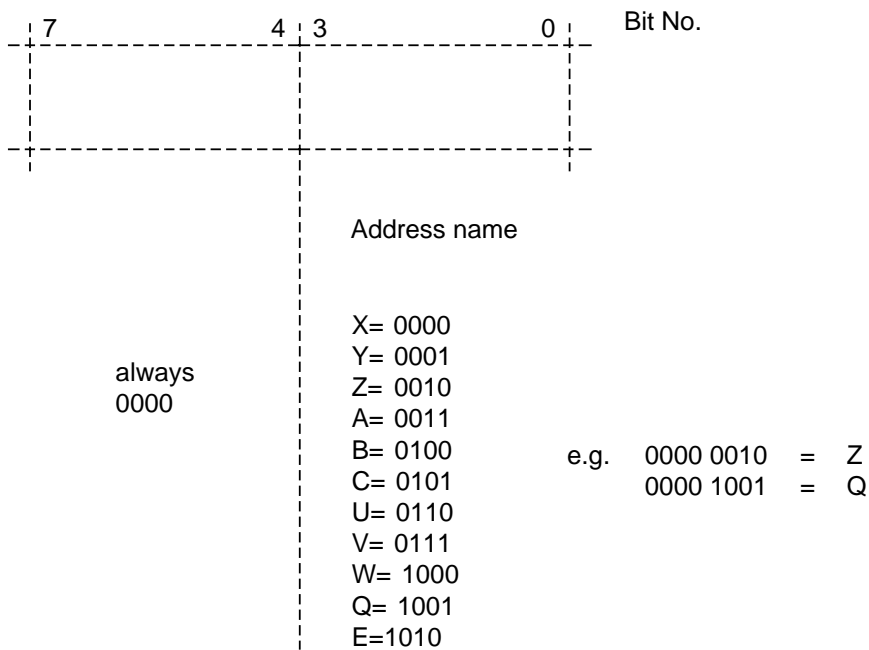 7 4 3 0 Bit No.
Address name
always
0000
X= 0000
Y= 0001
Z= 0010
A= 0011
B= 0100
C= 0101
U= 0110
V= 0111
W= 1000
Q= 1001
E=1010
e.g. 0000 0010 = Z
0000 1001 = Q